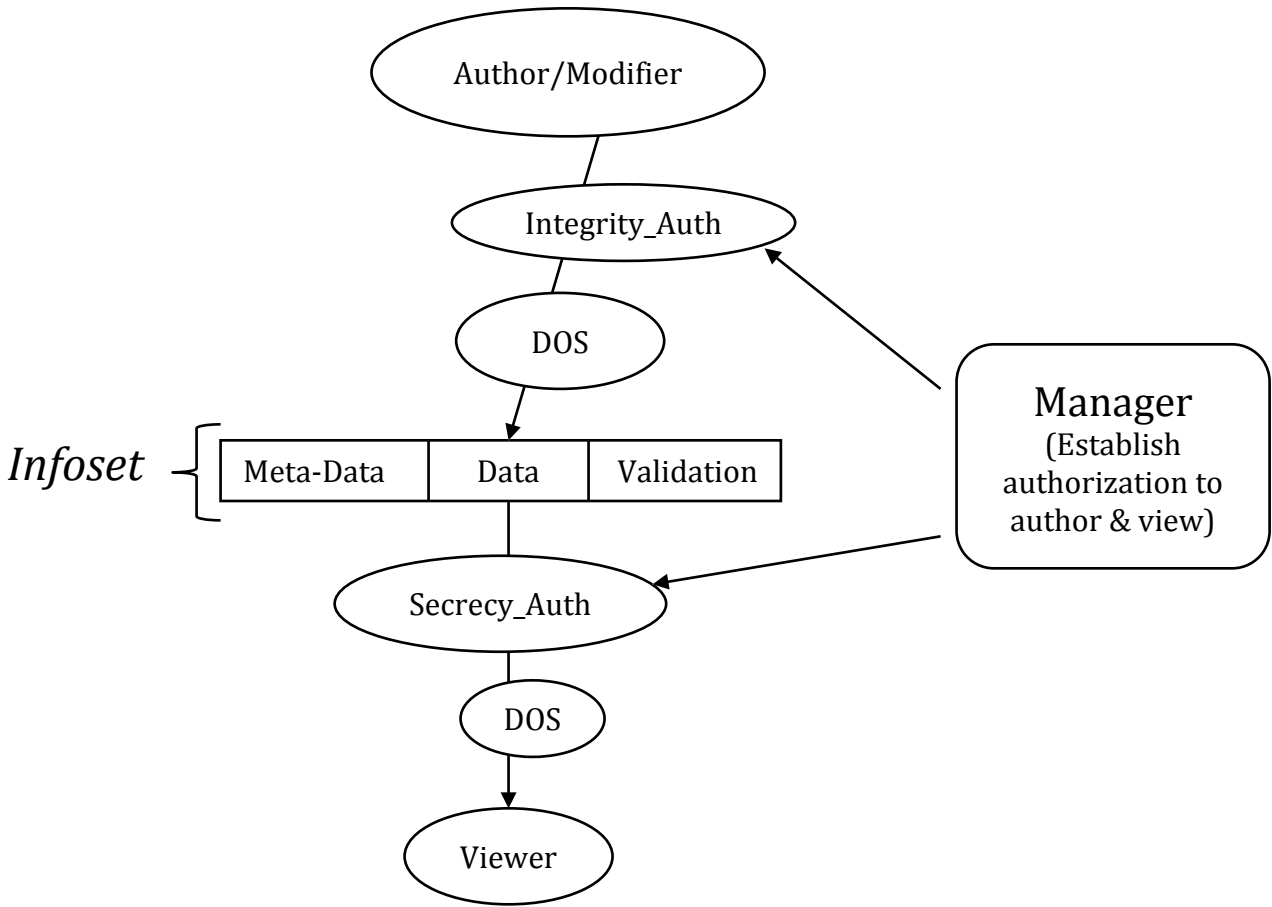 Author/Modifier
Integrity_Auth
DOS
Manager
(Establish
authorization to
author & view)
Infoset
Meta-Data
Data
Validation
Secrecy_Auth
DOS
Viewer